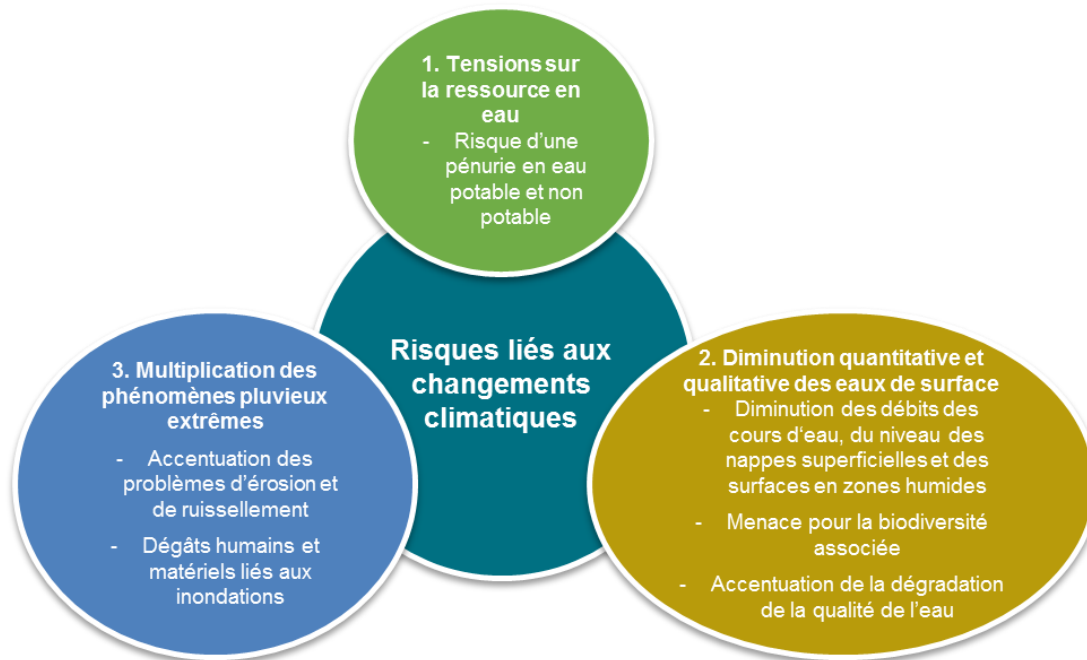 1. Tensions sur
la ressource en
eau
- Risque d’une
pénurie en eau
potable et non
potable
Risques liés aux
changements
climatiques
2. Diminution quantitative et
qualitative des eaux de surface
- Diminution des débits des
cours d‘eau, du niveau des
nappes superficielles et des
surfaces en zones humides
- Menace pour la biodiversité
associée
- Accentuation de la dégradation
de la qualité de l’eau
3. Multiplication des
phénomènes pluvieux
extrêmes
- Accentuation des
problèmes d’érosion et
de ruissellement
- Dégâts humains et
matériels liés aux
inondations